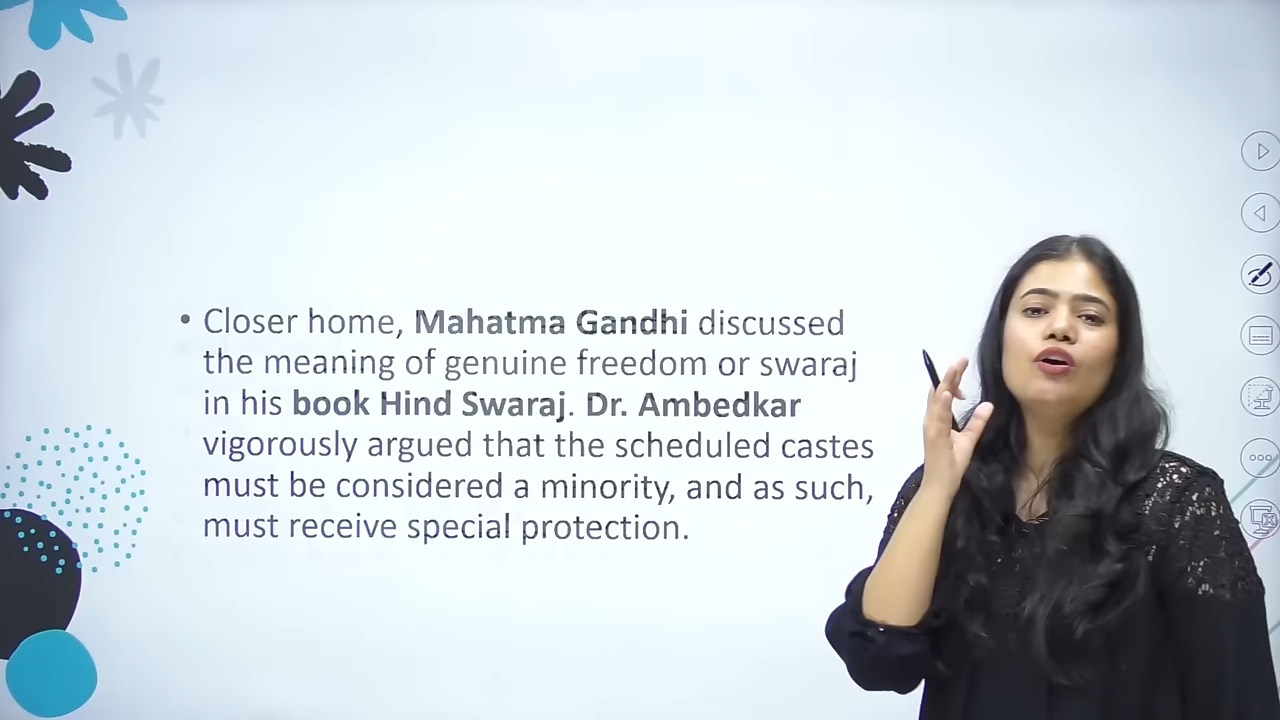 • Closer home, Mahatma Gandhi discussed
the meaning of genuine freedom or swaraj
in his book Hind Swaraj. Dr. Ambedkar
vigorously argued that the scheduled castes
must be considered a minority, and as such,
must receive special protection.